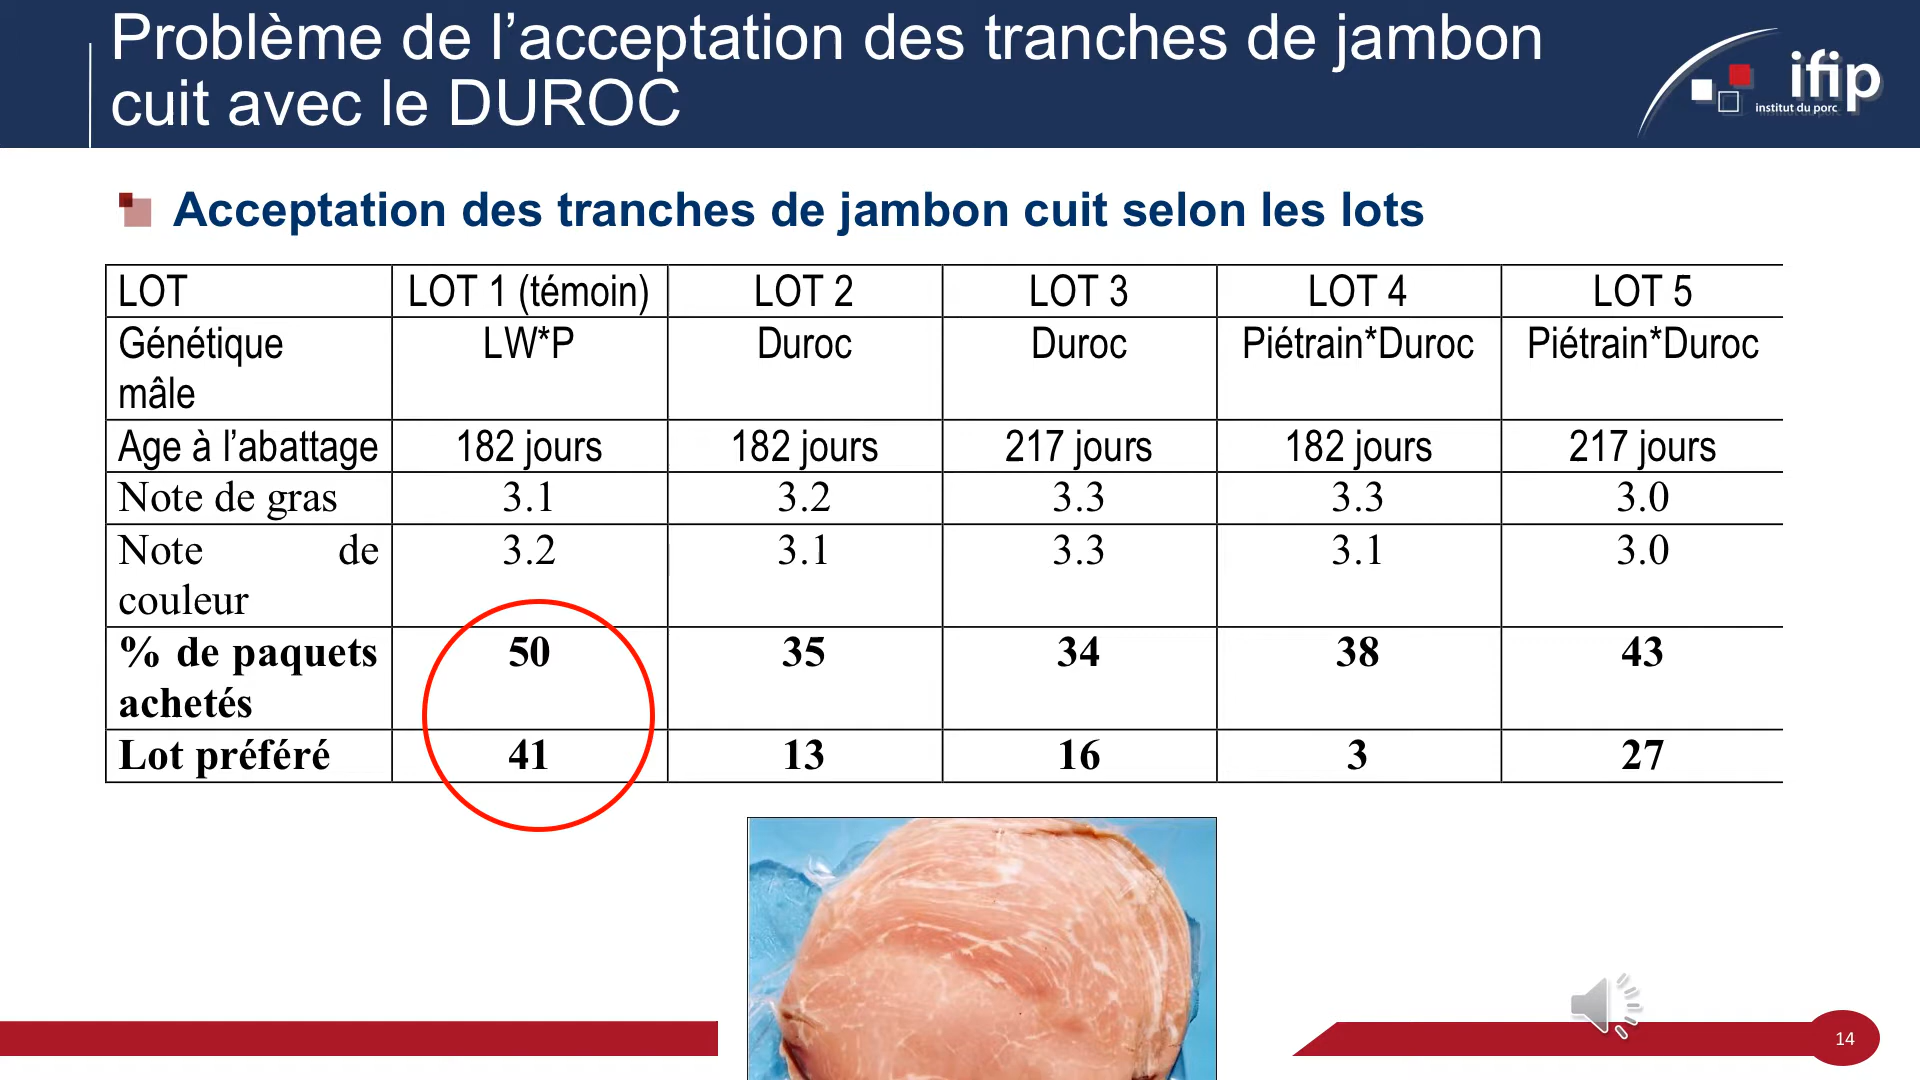 Problème de l'acceptation des tranches de jambon
cuit avec le DUROC
ifip
institut du porc
Acceptation des tranches de jambon cuit selon les lots
LOT LOT 1 (témoin) LOT 2 LOT 3 LOT 4 LOT 5
Génétique LW*P Duroc Duroc Piétrain*Duroc Piétrain*Duroc
mâle
Age à l'abattage 182 jours 182 jours 217 jours 182 jours 217 jours
Note de gras 3.1 3.2 3.3 3.3 3.0
Note de 3.2 3.1 3.3 3.1 3.0
couleur
% de paquets 50 35 34 38 43
achetés
Lot préféré 41 13 16 3 27
14